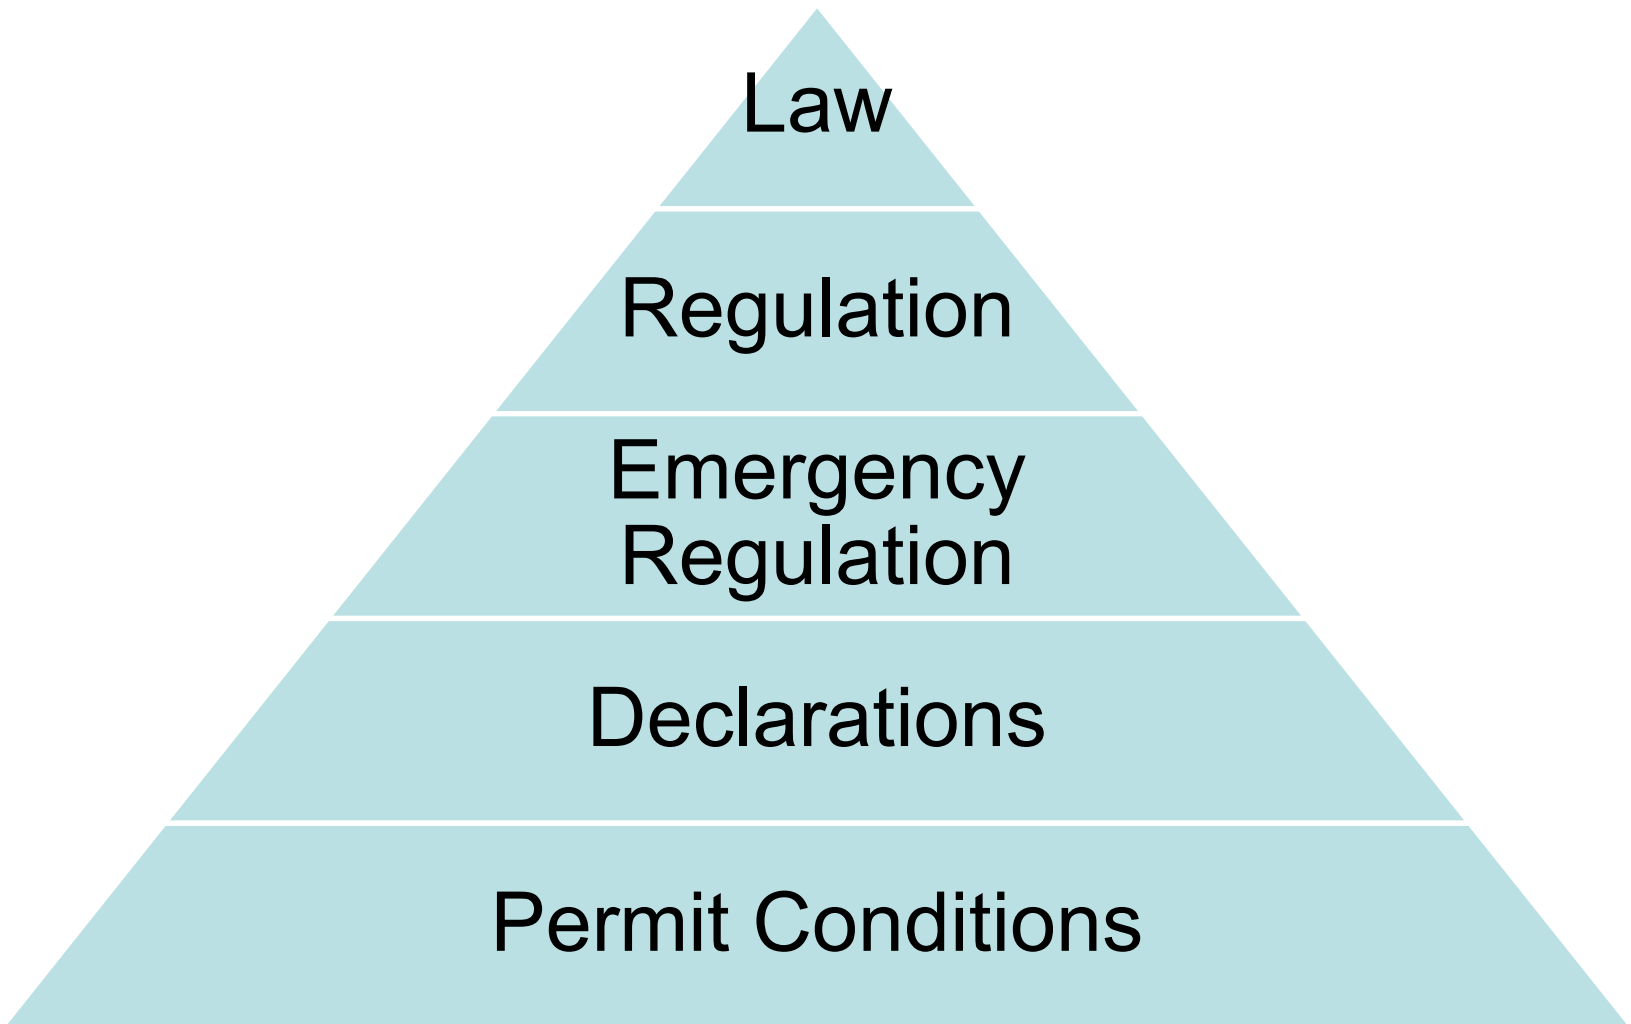 Law
Regulation
Emergency
Regulation
Declarations
Permit Conditions